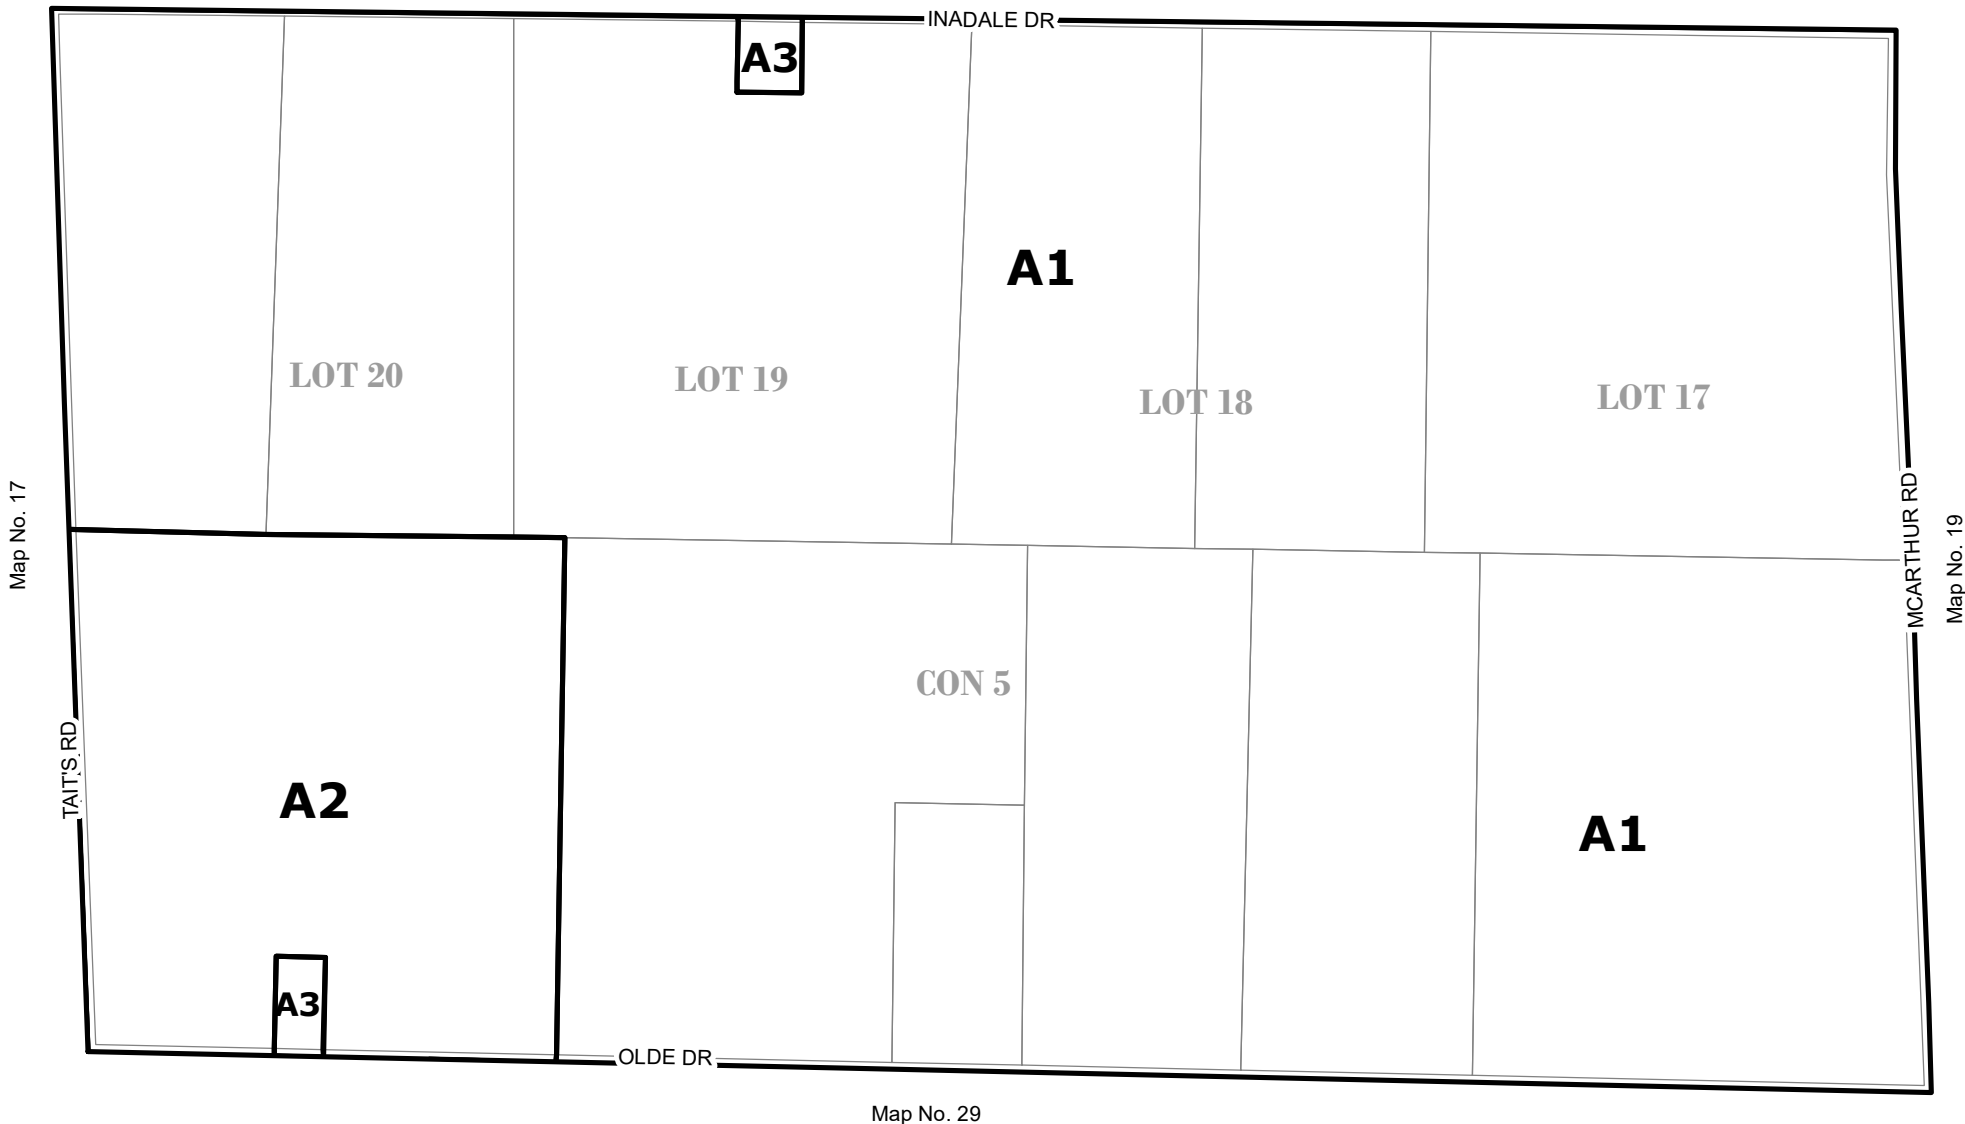 INADALE DR
A3
A1
LOT 20
LOT 19
LOT 18
LOT 17
Map No. 17
MCARTHUR RD
Map No. 19
CON 5
TAIT'S RD
A2
A1
A3
OLDE DR
Map No. 29